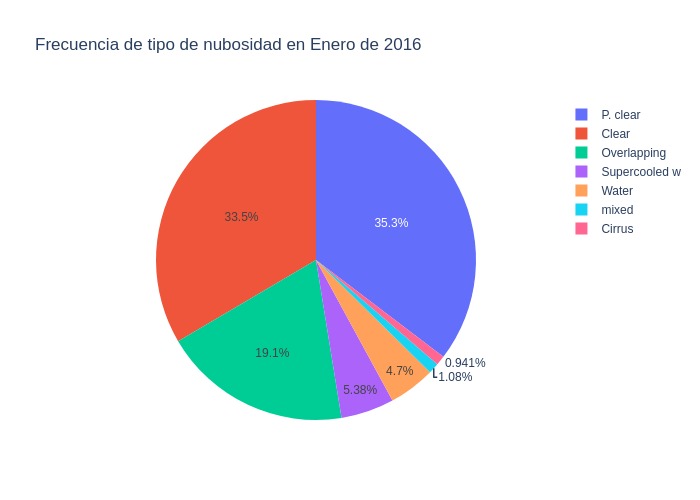 Frecuencia de tipo de nubosidad en Enero de 2016
P. clear
Clear
Overlapping
Supercooled w
Water
mixed
Cirrus
33.5%
35.3%
19.1%
5.38%
4.7%
0.941%
1.08%